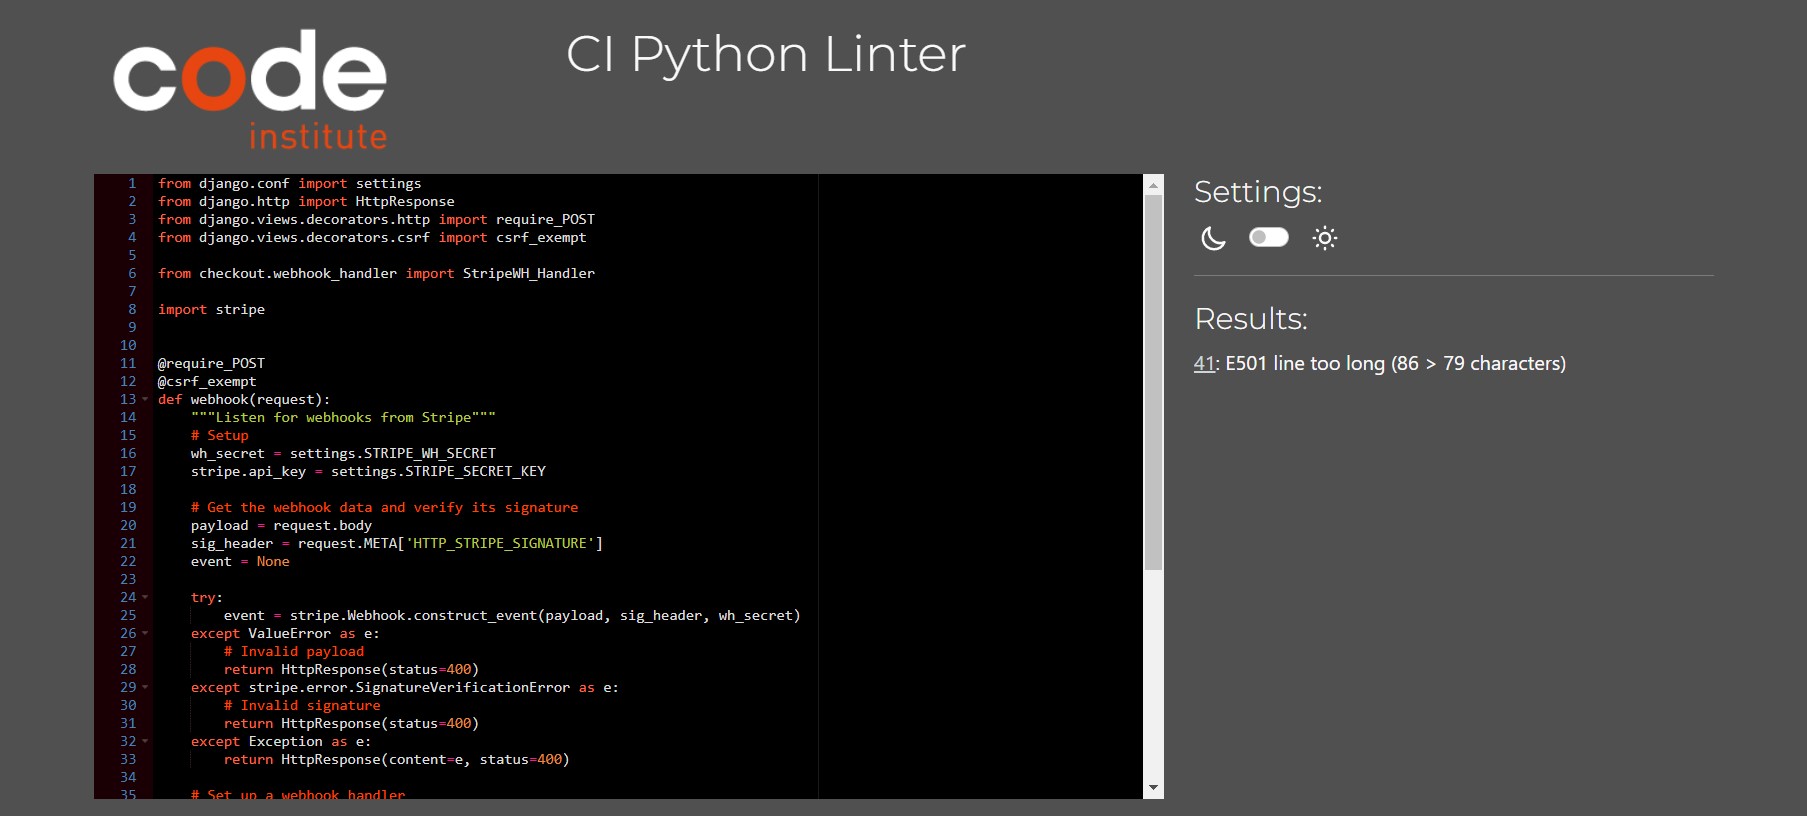 code
institute
CI Python Linter
1 from django.conf import settings
2 from django.http import HttpResponse
3 from django.views.decorators.http import require_POST
4 from django.views.decorators.csrf import csrf_exempt
5
6 from checkout.webhook_handler import StripeWH_Handler
7
8 import stripe
9
10
11 @require_POST
12 @csrf_exempt
13 def webhook(request):
14     """Listen for webhooks from Stripe"""
15     # Setup
16     wh_secret = settings.STRIPE_WH_SECRET
17     stripe.api_key = settings.STRIPE_SECRET_KEY
18
19     # Get the webhook data and verify its signature
20     payload = request.body
21     sig_header = request.META['HTTP_STRIPE_SIGNATURE']
22     event = None
23
24     try:
25         event = stripe.Webhook.construct_event(payload, sig_header, wh_secret)
26     except ValueError as e:
27         # Invalid payload
28         return HttpResponse(status=400)
29     except stripe.error.SignatureVerificationError as e:
30         # Invalid signature
31         return HttpResponse(status=400)
32     except Exception as e:
33         return HttpResponse(content=e, status=400)
34
35     # Set up a webhook handler
Settings:
Results:
41: E501 line too long (86 > 79 characters)